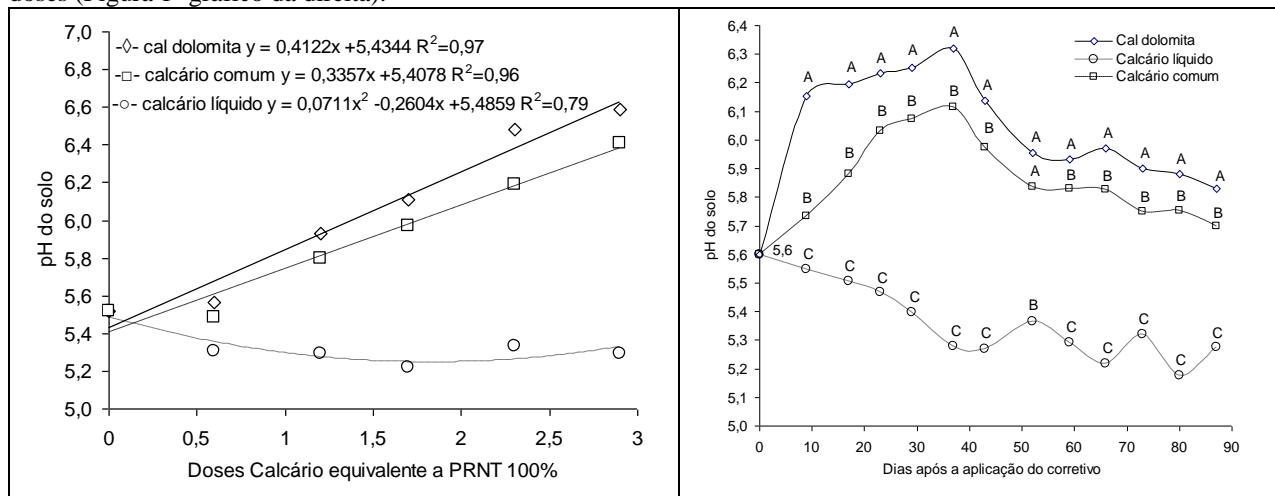 doses (Figura 1- gráfico da direita).
7,0
6,8
6,6
6,4
6,2
6,0
5,8
5,6
5,4
5,2
5,0
pH do solo
-◇- cal dolomita y = 0,4122x +5,4344 R²=0,97
-□- calcário comum y = 0,3357x +5,4078 R²=0,96
-○- calcário líquido y = 0,0711x² -0,2604x +5,4859 R²=0,79
0 0,5 1 1,5 2 2,5 3
Doses Calcário equivalente a PRNT 100%
6,4
6,3
6,2
6,1
6,0
5,9
5,8
5,7
5,6
5,5
5,4
5,3
5,2
5,1
5,0
pH do solo
Cal dolomita
Calcário líquido
Calcário comum
A A A A A A A A A A A A
B B B B B B A B B B B B
5,6
C C C C C C B C C C C C
0 10 20 30 40 50 60 70 80 90
Dias após a aplicação do corretivo